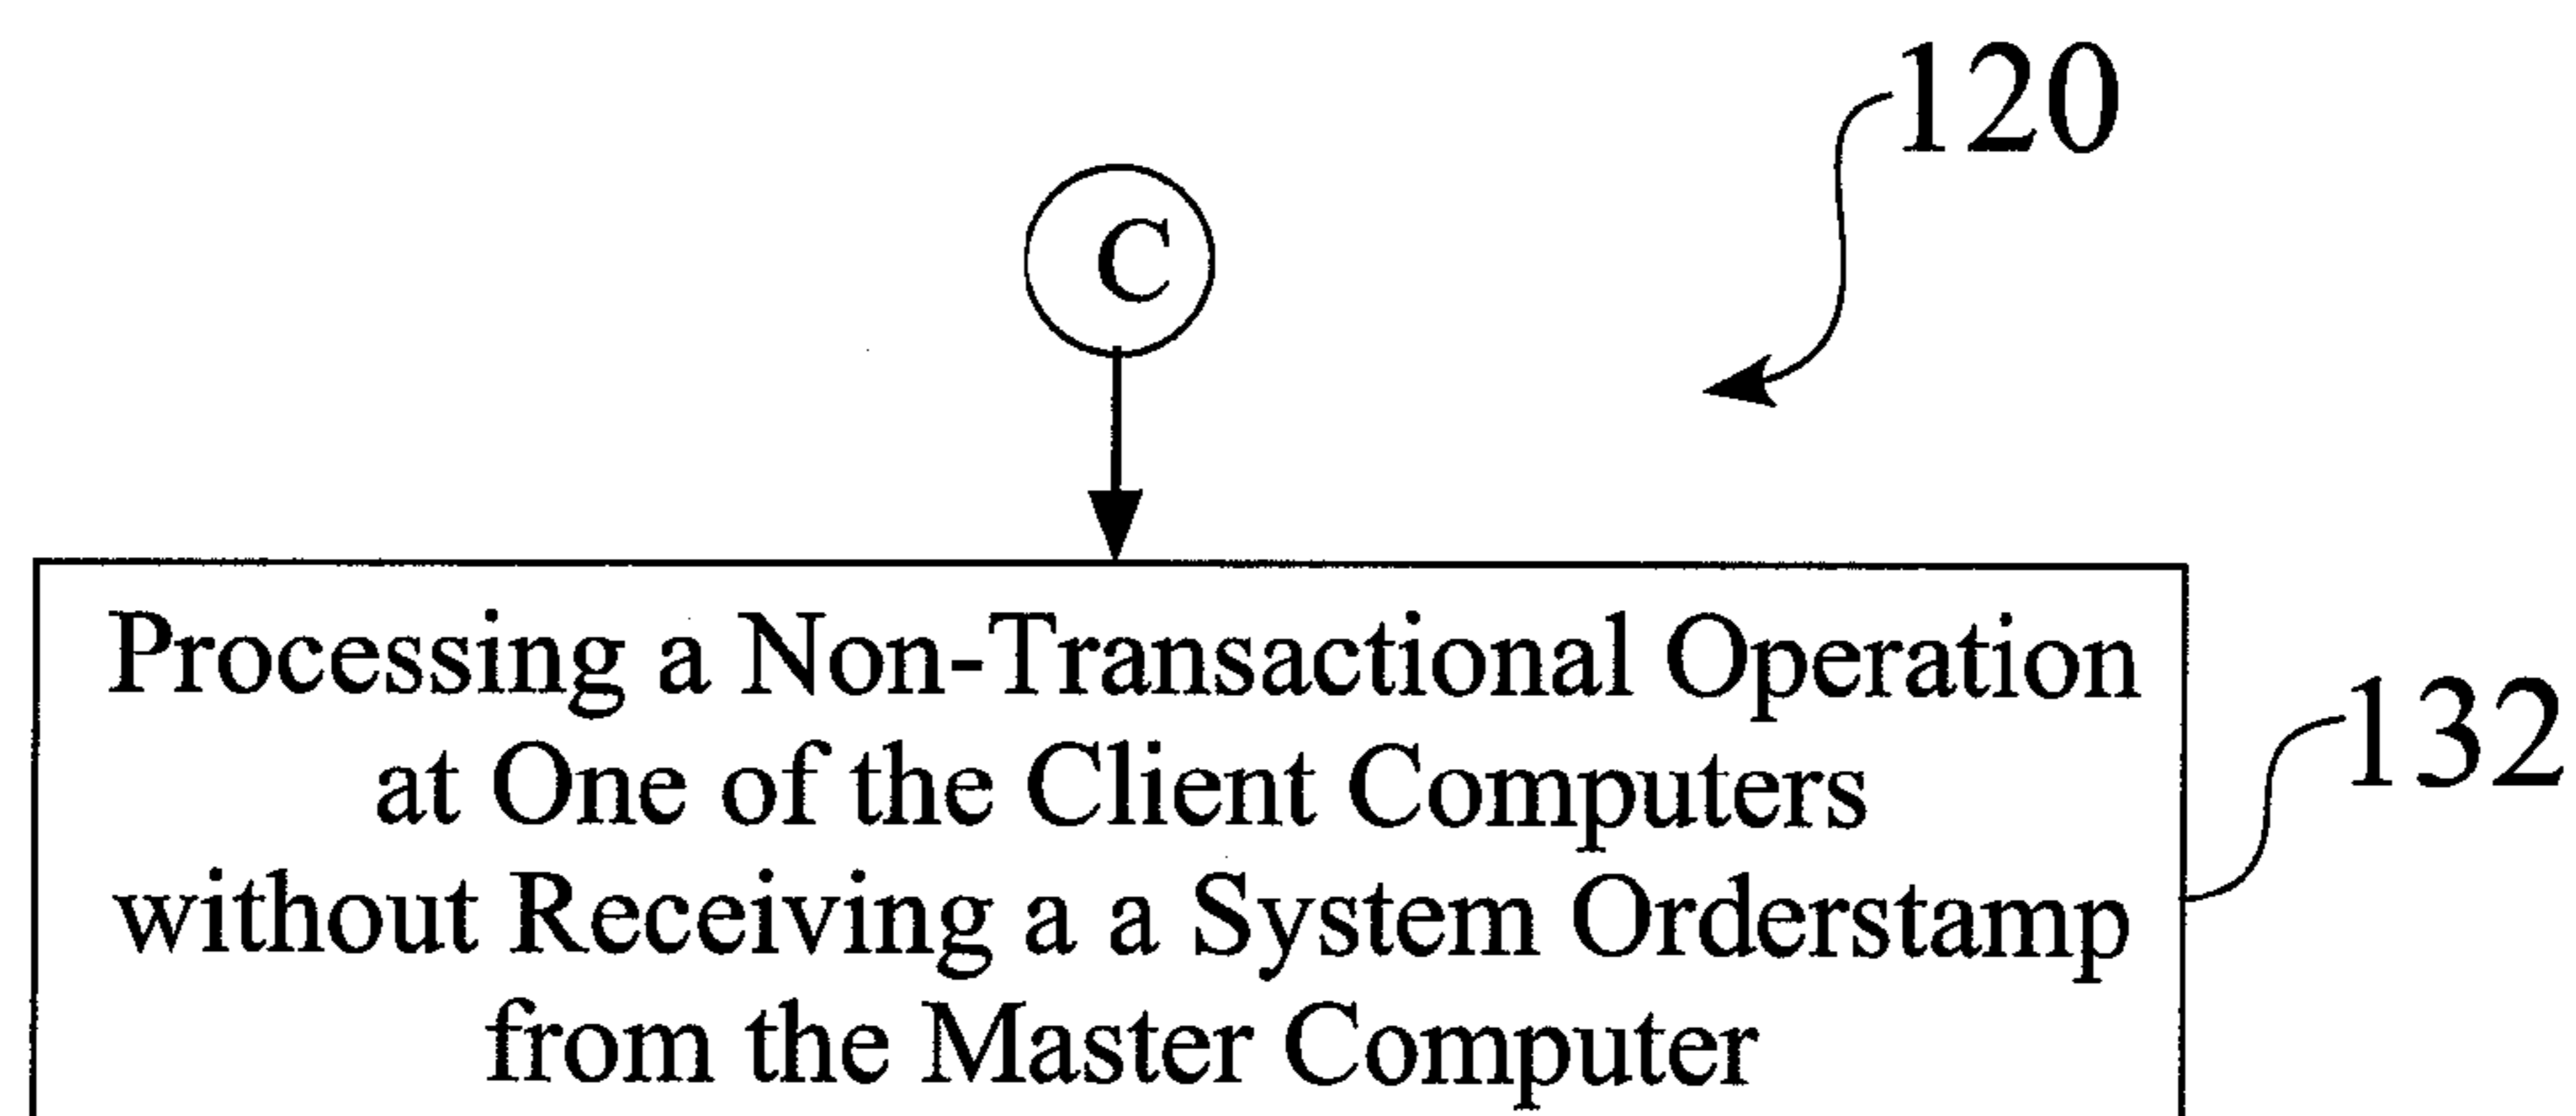 120
C
Processing a Non-Transactional Operation
at One of the Client Computers
without Receiving a a System Orderstamp
from the Master Computer
132